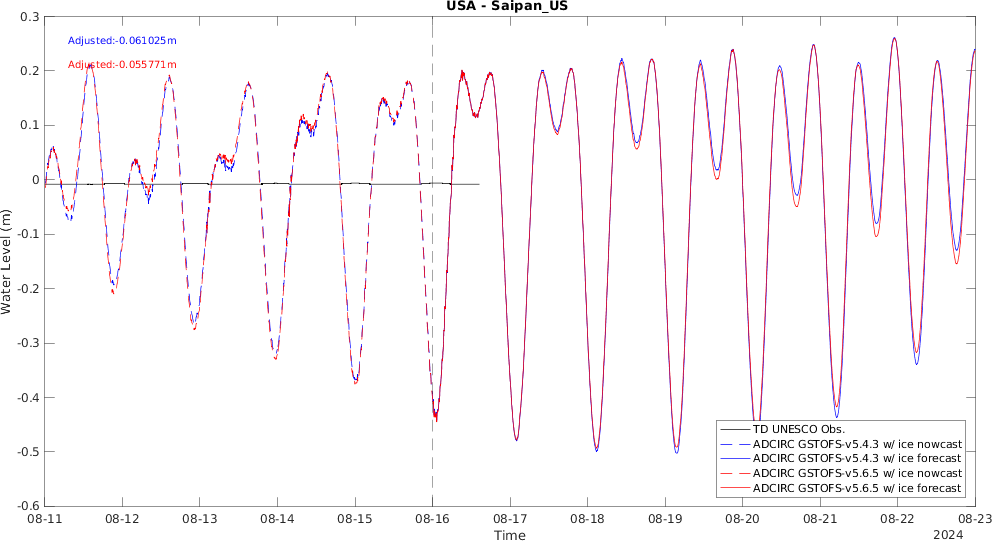 USA - Saipan_US
Adjusted:-0.061025m
Adjusted:-0.055771m
Water Level (m)
0.3
0.2
0.1
0
-0.1
-0.2
-0.3
-0.4
-0.5
-0.6
TD UNESCO Obs.
ADCIRC GSTOFS-v5.4.3 w/ ice nowcast
ADCIRC GSTOFS-v5.4.3 w/ ice forecast
ADCIRC GSTOFS-v5.6.5 w/ ice nowcast
ADCIRC GSTOFS-v5.6.5 w/ ice forecast
08-11 08-12 08-13 08-14 08-15 08-16 08-17 08-18 08-19 08-20 08-21 08-22 08-23
Time
2024